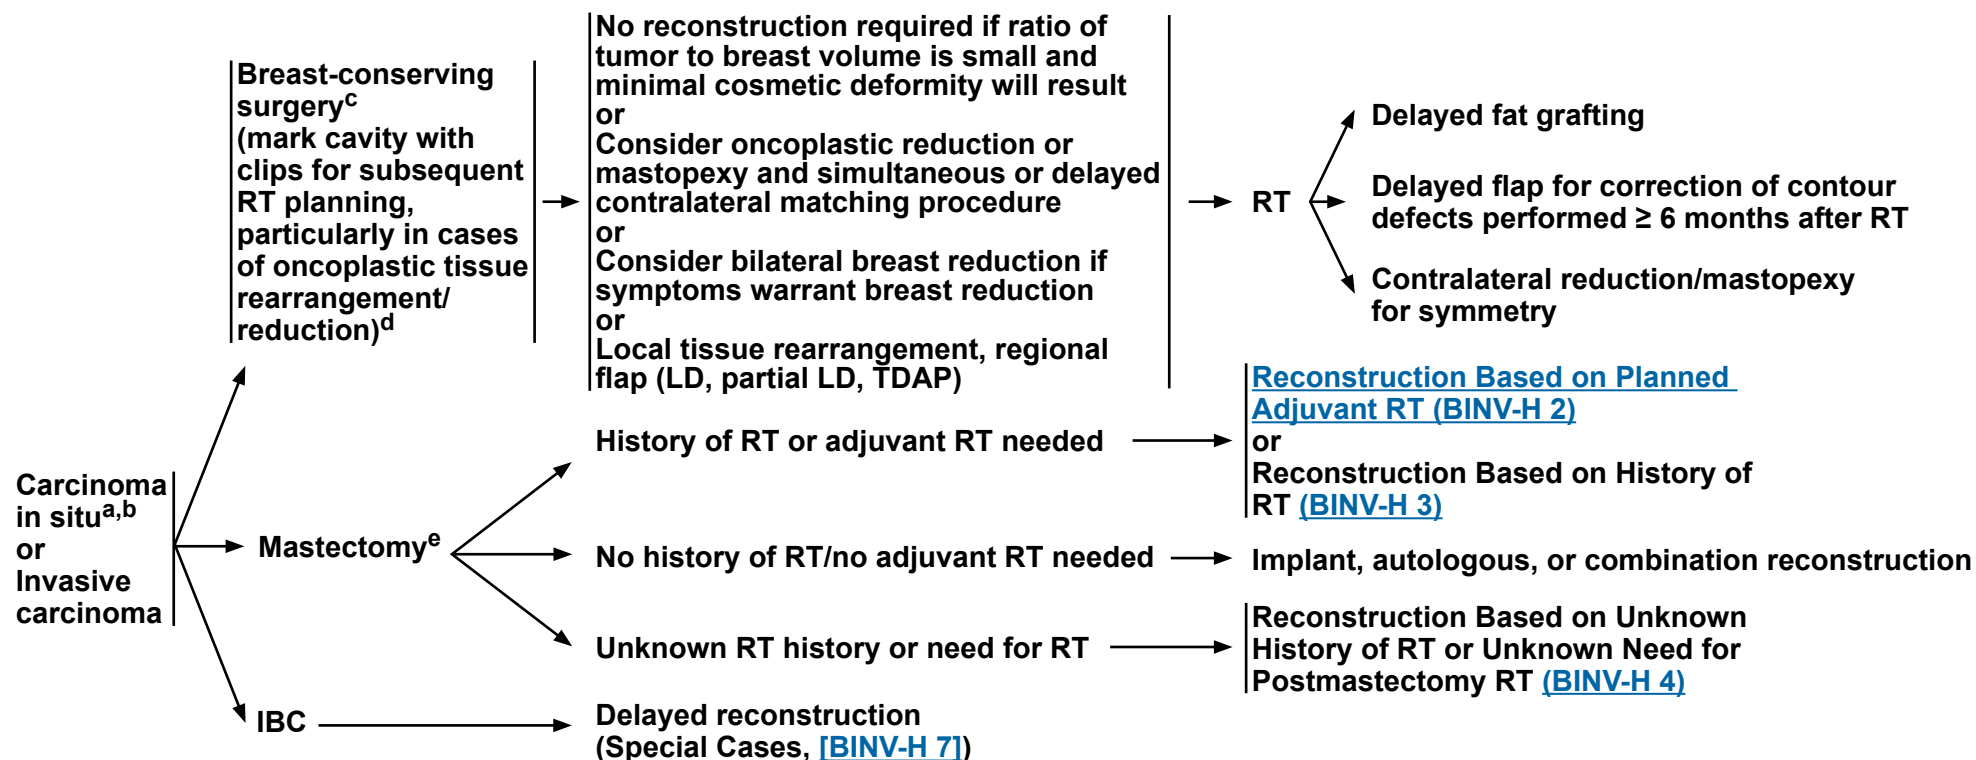 Carcinoma
in situa,b
or
Invasive
carcinoma
Breast-conserving
surgeryc
(mark cavity with
clips for subsequent
RT planning,
particularly in cases
of oncoplastic tissue
rearrangement/
reduction)d
No reconstruction required if ratio of
tumor to breast volume is small and
minimal cosmetic deformity will result
or
Consider oncoplastic reduction or
mastopexy and simultaneous or delayed
contralateral matching procedure
or
Consider bilateral breast reduction if
symptoms warrant breast reduction
or
Local tissue rearrangement, regional
flap (LD, partial LD, TDAP)
RT
Delayed fat grafting
Delayed flap for correction of contour
defects performed ≥ 6 months after RT
Contralateral reduction/mastopexy
for symmetry
Mastectomye
History of RT or adjuvant RT needed
Reconstruction Based on Planned
Adjuvant RT (BINV-H 2)
or
Reconstruction Based on History of
RT (BINV-H 3)
No history of RT/no adjuvant RT needed
Implant, autologous, or combination reconstruction
Unknown RT history or need for RT
Reconstruction Based on Unknown
History of RT or Unknown Need for
Postmastectomy RT (BINV-H 4)
IBC
Delayed reconstruction
(Special Cases, [BINV-H 7])